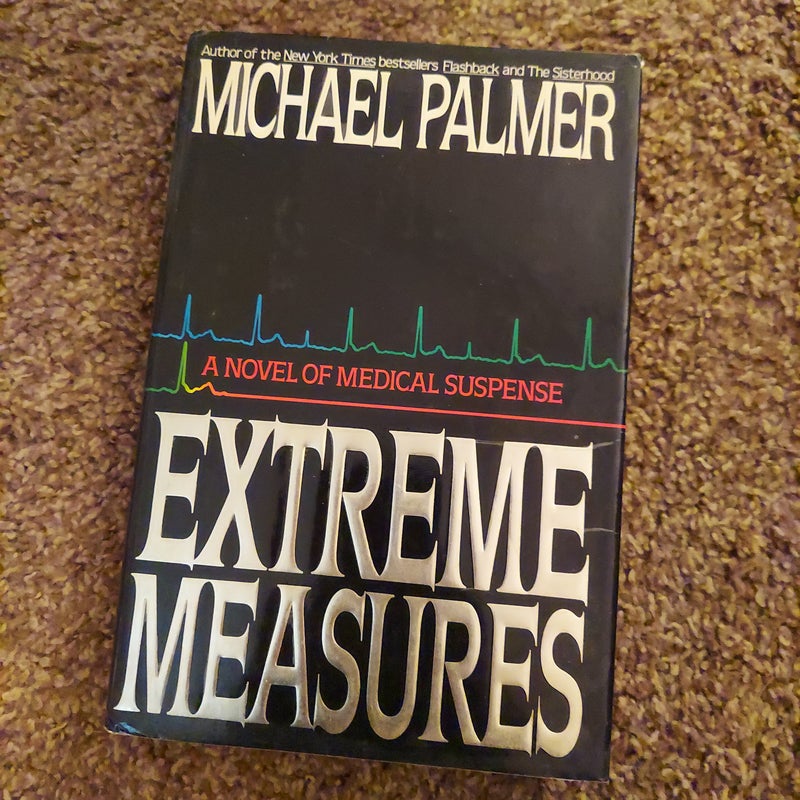 Author of the New York Times bestsellers Flashback and The Sisterhood
MICHAEL PALMER
A NOVEL OF MEDICAL SUSPENSE
EXTREME
MEASURES